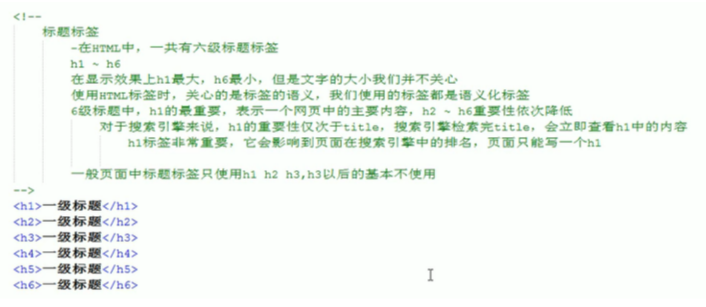 <!--
标题标签
-在HTML中，一共有六级标题标签
h1 ~ h6
在显示效果上h1最大，h6最小，但是文字的大小我们并不关心
使用HTML标签时，关心的是标签的语义，我们使用的标签都是语义化标签
6级标题中，h1的最重要，表示一个网页中的主要内容，h2 ~ h6重要性依次降低
对于搜索引擎来说，h1的重要性仅次于title，搜索引擎检索完title，会立即查看h1中的内容
h1标签非常重要，它会影响到页面在搜索引擎中的排名，页面只能写一个h1
一般页面中标题标签只使用h1 h2 h3,h3以后的基本不使用
-->
<h1>一级标题</h1>
<h2>一级标题</h2>
<h3>一级标题</h3>
<h4>一级标题</h4>
<h5>一级标题</h5>
<h6>一级标题</h6>